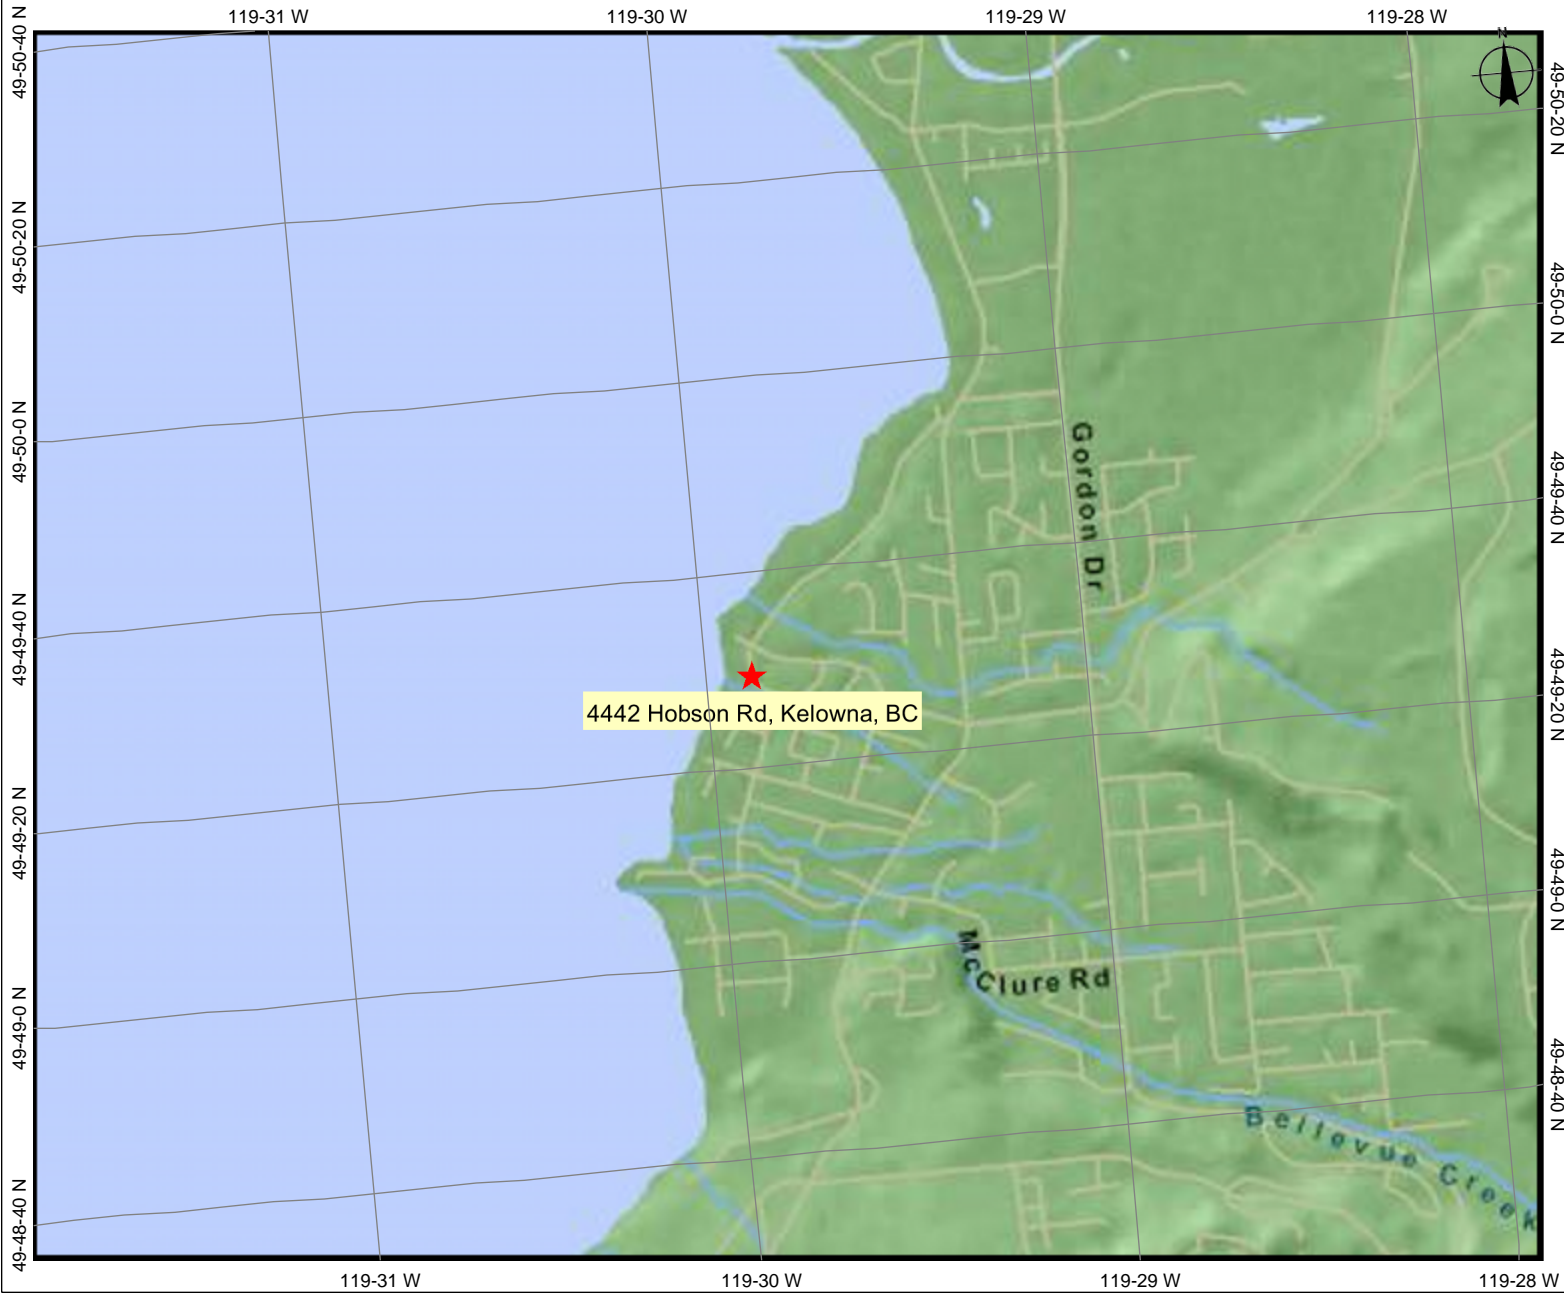 119-31 W
119-30 W
119-29 W
119-28 W
N
49-50-40 N
49-50-20 N
49-50-0 N
49-49-40 N
49-49-20 N
49-49-0 N
49-48-40 N
49-50-20 N
49-50-0 N
49-49-40 N
49-49-20 N
49-49-0 N
49-48-40 N
Gordon Dr
4442 Hobson Rd, Kelowna, BC
McClure Rd
Bellevue Creek
119-31 W
119-30 W
119-29 W
119-28 W